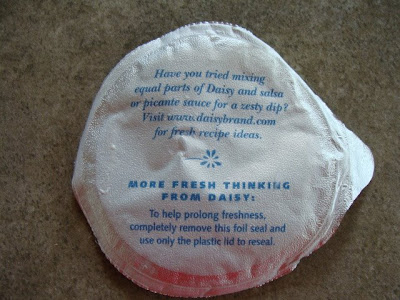 Have you tried mixing
equal parts of Daisy and salsa
or picante sauce for a zesty dip?
Visit www.daisybrand.com
for fresh recipe ideas.
MORE FRESH THINKING
FROM DAISY:
To help prolong freshness,
completely remove this foil seal and
use only the plastic lid to reseal.